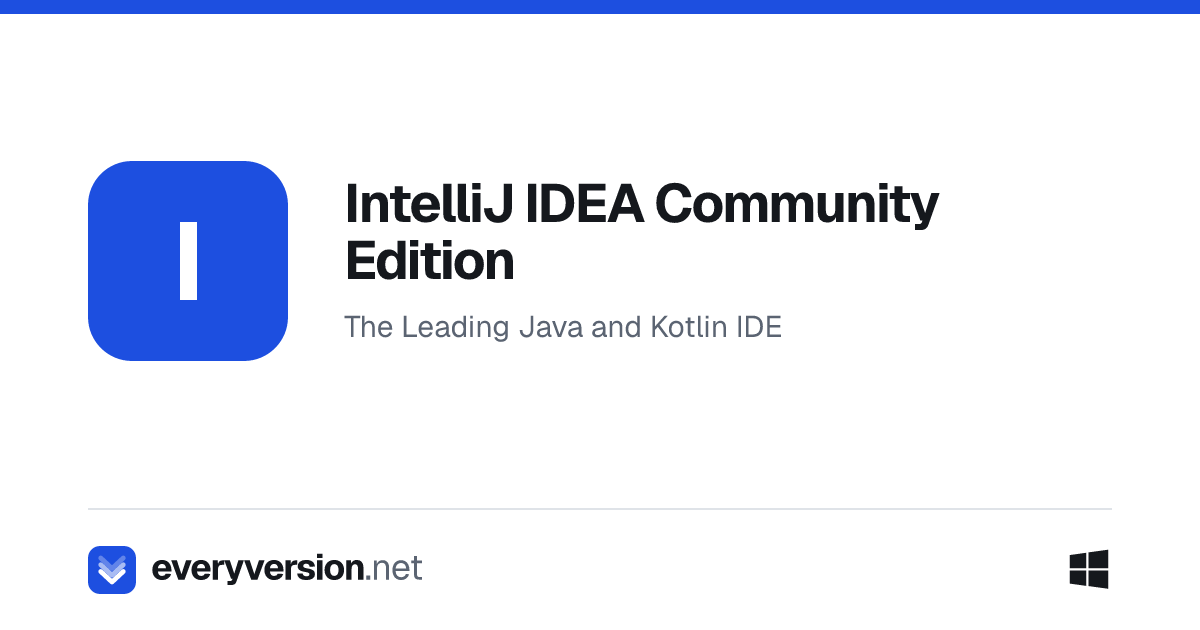 I
IntelliJ IDEA Community
Edition
The Leading Java and Kotlin IDE
everyversion.net